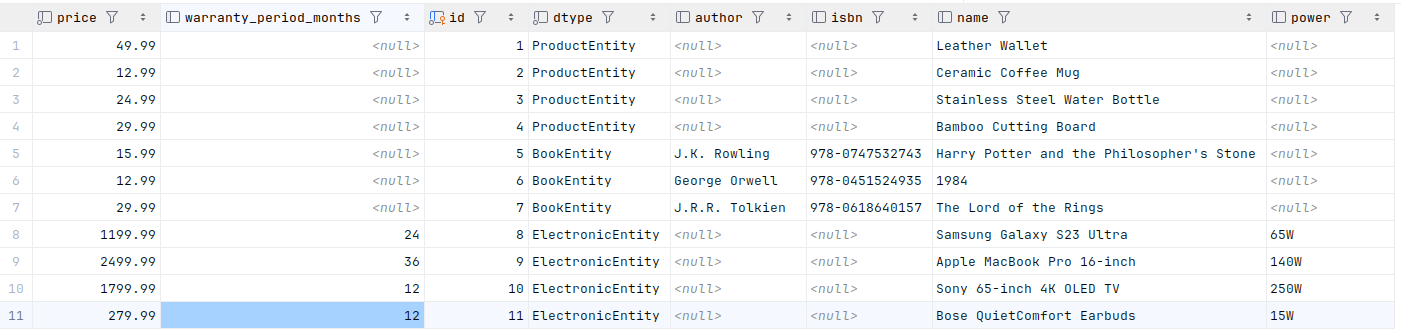 price warranty_period_months id dtype author isbn name power
1 49.99 <null> 1 ProductEntity <null> <null> Leather Wallet <null>
2 12.99 <null> 2 ProductEntity <null> <null> Ceramic Coffee Mug <null>
3 24.99 <null> 3 ProductEntity <null> <null> Stainless Steel Water Bottle <null>
4 29.99 <null> 4 ProductEntity <null> <null> Bamboo Cutting Board <null>
5 15.99 <null> 5 BookEntity J.K. Rowling 978-0747532743 Harry Potter and the Philosopher's Stone <null>
6 12.99 <null> 6 BookEntity George Orwell 978-0451524935 1984 <null>
7 29.99 <null> 7 BookEntity J.R.R. Tolkien 978-0618640157 The Lord of the Rings <null>
8 1199.99 24 8 ElectronicEntity <null> <null> Samsung Galaxy S23 Ultra 65W
9 2499.99 36 9 ElectronicEntity <null> <null> Apple MacBook Pro 16-inch 140W
10 1799.99 12 10 ElectronicEntity <null> <null> Sony 65-inch 4K OLED TV 250W
11 279.99 12 11 ElectronicEntity <null> <null> Bose QuietComfort Earbuds 15W